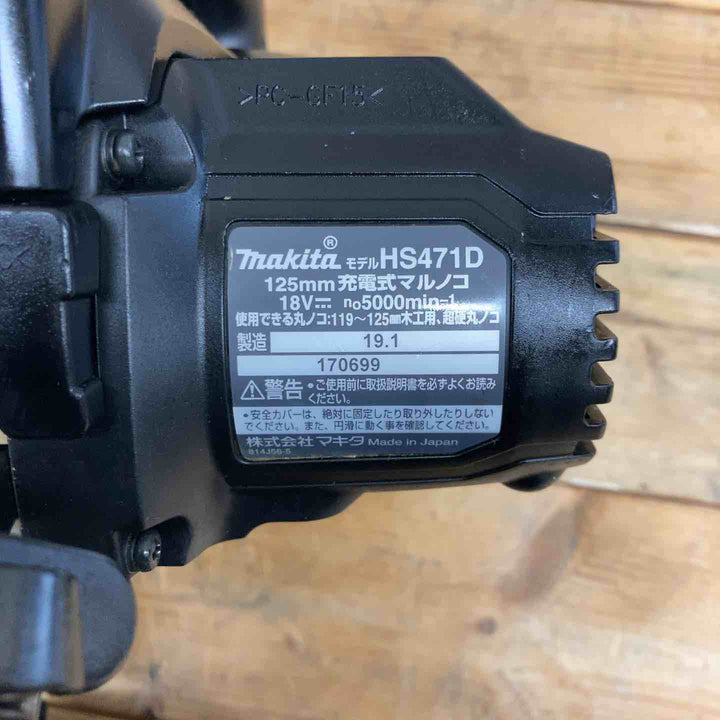 >PC-GF15<
makita® モデル HS471D
125mm 充電式マルノコ
18V⎓ n₀5000min⁻¹
使用できる丸ノコ:119～125㎜木工用、超硬丸ノコ
製造 19.1
170699
⚠警告 ・ご使用前に取扱説明書を必ずよくお読み
ください。
・安全カバーは、絶対に固定したり取り外したりしない
でください。また、円滑に動く事を確認してください。
株式会社 マキタ Made in Japan
814J56-5